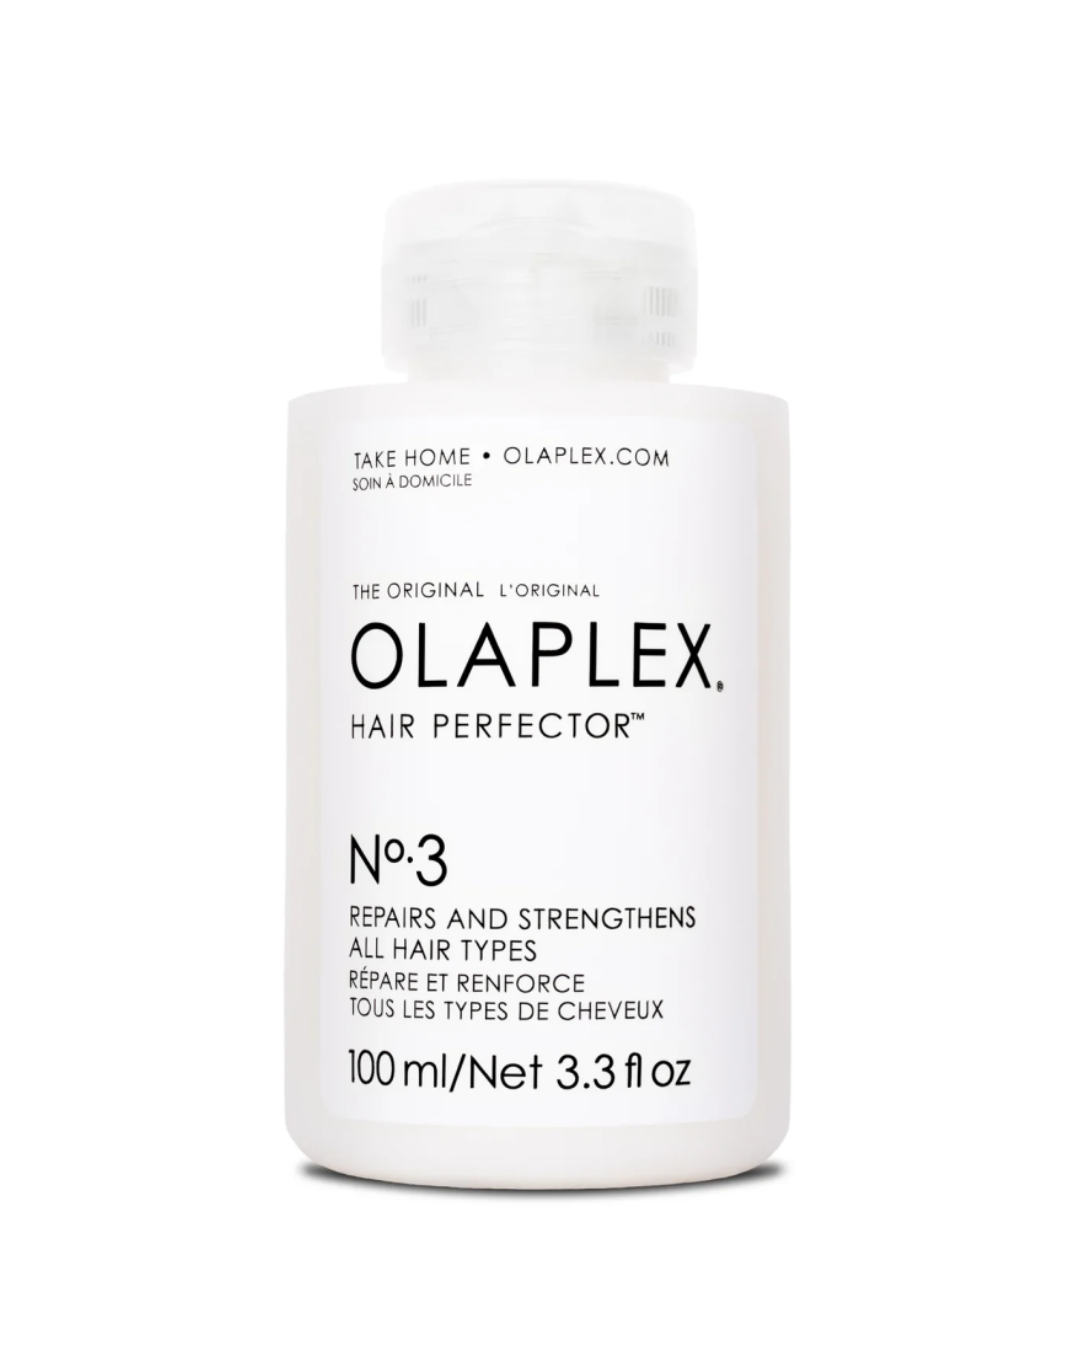 TAKE HOME • OLAPLEX.COM
SOIN À DOMICILE
THE ORIGINAL L'ORIGINAL
OLAPLEX®
HAIR PERFECTOR™
Nº.3
REPAIRS AND STRENGTHENS
ALL HAIR TYPES
RÉPARE ET RENFORCE
TOUS LES TYPES DE CHEVEUX
100 ml/Net 3.3 fl oz